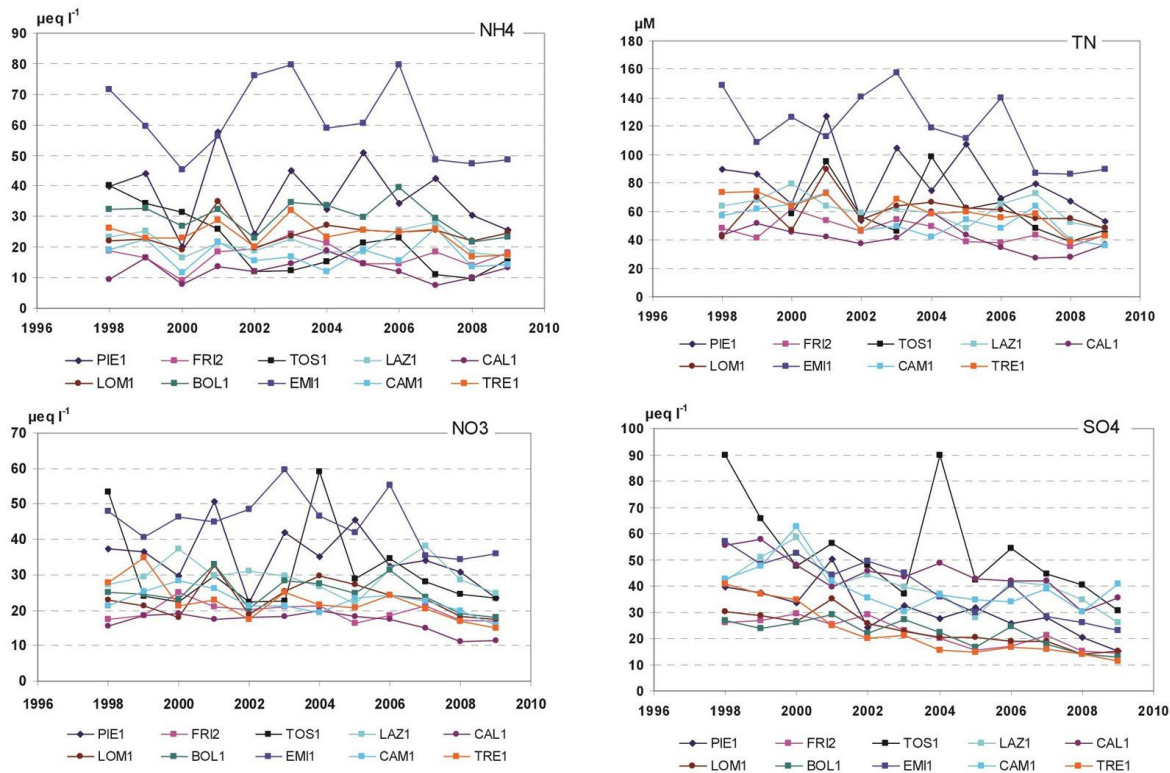 µeq l⁻¹
NH4
90
80
70
60
50
40
30
20
10
0
1996 1998 2000 2002 2004 2006 2008 2010
PIE1 FRI2 TOS1 LAZ1 CAL1
LOM1 BOL1 EMI1 CAM1 TRE1
µM
TN
180
160
140
120
100
80
60
40
20
0
1996 1998 2000 2002 2004 2006 2008 2010
PIE1 FRI2 TOS1 LAZ1 CAL1
LOM1 EMI1 CAM1 TRE1
µeq l⁻¹
NO3
70
60
50
40
30
20
10
0
1996 1998 2000 2002 2004 2006 2008 2010
PIE1 FRI2 TOS1 LAZ1 CAL1
LOM1 BOL1 EMI1 CAM1 TRE1
µeq l⁻¹
SO4
100
90
80
70
60
50
40
30
20
10
0
1996 1998 2000 2002 2004 2006 2008 2010
PIE1 FRI2 TOS1 LAZ1 CAL1
LOM1 BOL1 EMI1 CAM1 TRE1